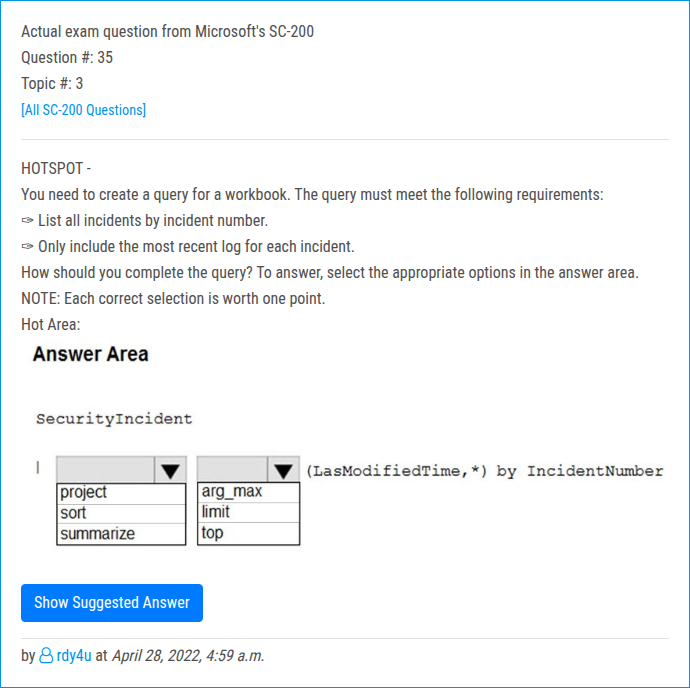 Actual exam question from Microsoft's SC-200
Question #: 35
Topic #: 3
[All SC-200 Questions]
HOTSPOT -
You need to create a query for a workbook. The query must meet the following requirements:
✑ List all incidents by incident number.
✑ Only include the most recent log for each incident.
How should you complete the query? To answer, select the appropriate options in the answer area.
NOTE: Each correct selection is worth one point.
Hot Area:
Answer Area
SecurityIncident
| (LasModifiedTime,*) by IncidentNumber
project arg_max
sort limit
summarize top
Show Suggested Answer
by rdy4u at April 28, 2022, 4:59 a.m.